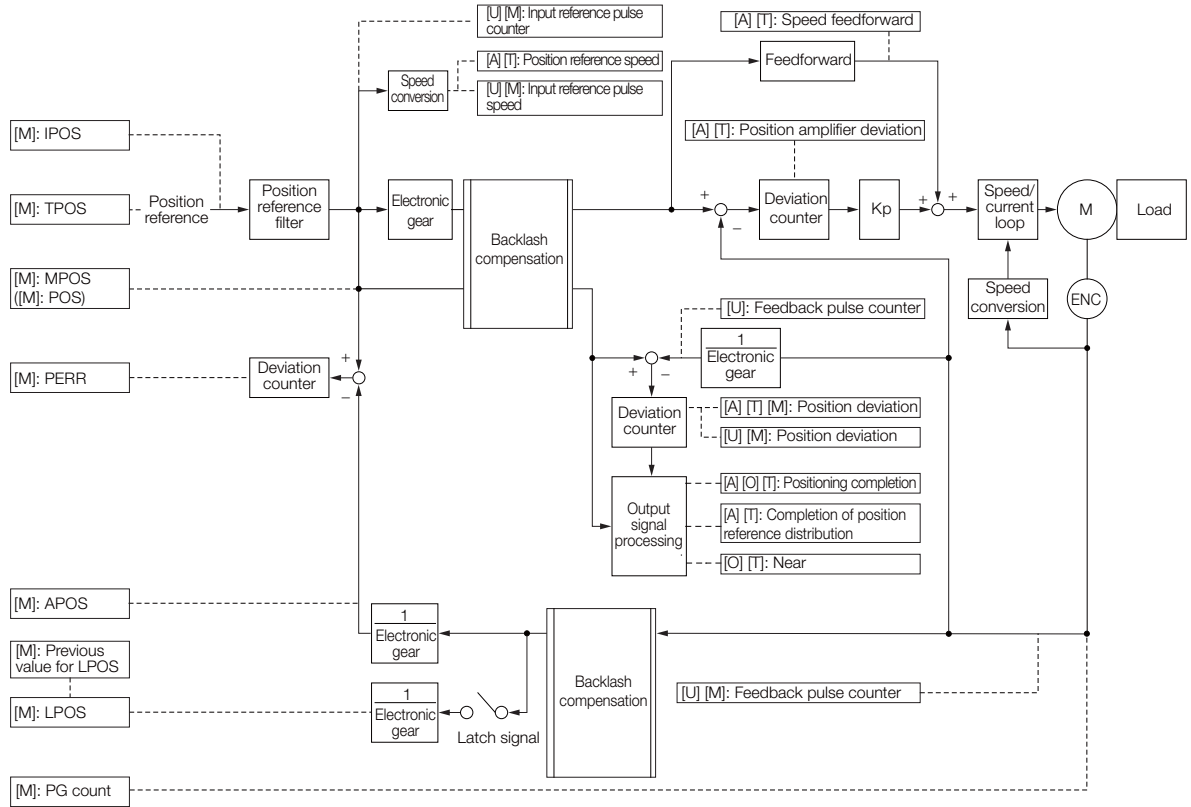 [U] [M]: Input reference pulse
counter
[A] [T]: Speed feedforward
[A] [T]: Position reference speed
Feedforward
Speed
conversion
[U] [M]: Input reference pulse
speed
[M]: IPOS
[A] [T]: Position amplifier deviation
[M]: TPOS
Position
reference
Position
reference
filter
Electronic
gear
Backlash
compensation
+
−
Deviation
counter
Kp
+
+
Speed/
current
loop
M
Load
[M]: MPOS
([M]: POS)
Speed
conversion
ENC
[U]: Feedback pulse counter
1
Electronic
gear
+
−
[M]: PERR
Deviation
counter
+
−
Deviation
counter
[A] [T] [M]: Position deviation
[U] [M]: Position deviation
Output
signal
processing
[A] [O] [T]: Positioning completion
[A] [T]: Completion of position
reference distribution
[O] [T]: Near
[M]: APOS
1
Electronic
gear
[M]: Previous
value for LPOS
Backlash
compensation
[U] [M]: Feedback pulse counter
[M]: LPOS
1
Electronic
gear
Latch signal
[M]: PG count